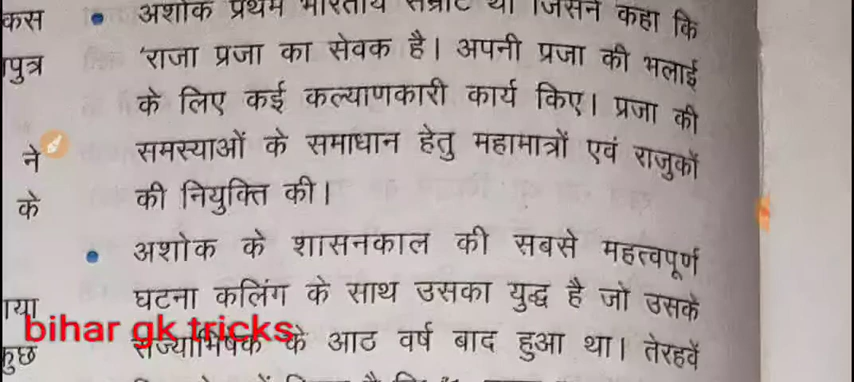 कस
पुत्र
ने
के
गया
कुछ
• अशोक प्रथम भारतीय सम्राट था जिसने कहा कि
'राजा प्रजा का सेवक है। अपनी प्रजा की भलाई
के लिए कई कल्याणकारी कार्य किए। प्रजा की
समस्याओं के समाधान हेतु महामात्रों एवं राजुकों
की नियुक्ति की।
• अशोक के शासनकाल की सबसे महत्वपूर्ण
घटना कलिंग के साथ उसका युद्ध है जो उसके
राज्याभिषेक के आठ वर्ष बाद हुआ था। तेरहवें
bihar gk tricks